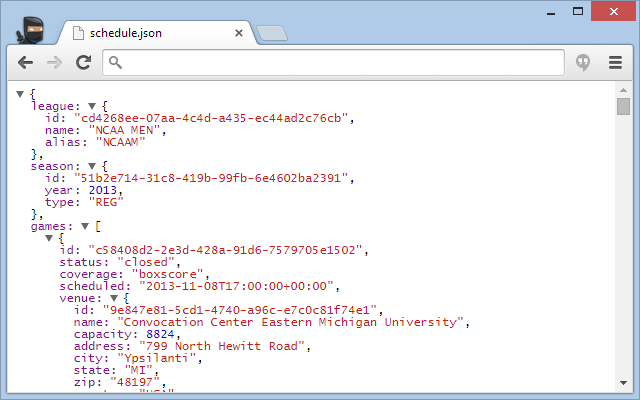 schedule.json
{
league: {
id: "cd4268ee-07aa-4c4d-a435-ec44ad2c76cb",
name: "NCAA MEN",
alias: "NCAAM"
},
season: {
id: "51b2e714-31c8-419b-99fb-6e4602ba2391",
year: 2013,
type: "REG"
},
games: [
{
id: "c58408d2-2e3d-428a-91d6-7579705e1502",
status: "closed",
coverage: "boxscore",
scheduled: "2013-11-08T17:00:00+00:00",
venue: {
id: "9e847e81-5cd1-4740-a96c-e7c0c81f74e1",
name: "Convocation Center Eastern Michigan University",
capacity: 8824,
address: "799 North Hewitt Road",
city: "Ypsilanti",
state: "MI",
zip: "48197",